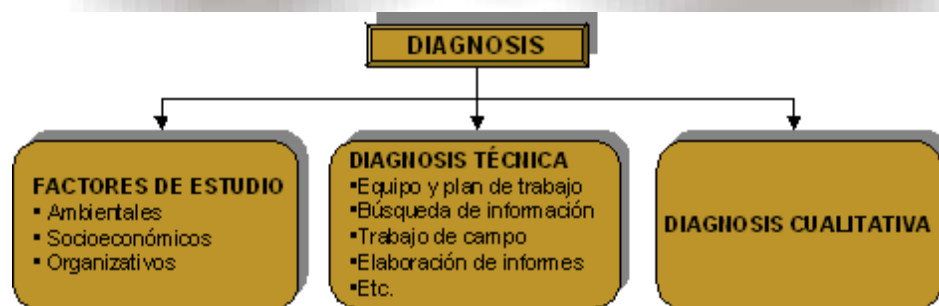 DIAGNOSIS
FACTORES DE ESTUDIO
▪ Ambientales
▪ Socioeconómicos
▪ Organizativos
DIAGNOSIS TÉCNICA
▪Equipo y plan de trabajo
▪Búsqueda de información
▪Trabajo de campo
▪Elaboración de informes
▪Etc.
DIAGNOSIS CUALITATIVA